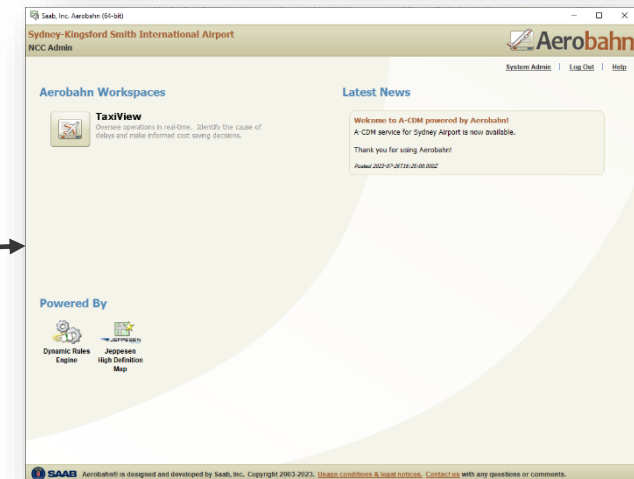 Saab, Inc. Aerobahn (64-bit)
Sydney-Kingsford Smith International Airport
NCC Admin
Aerobahn
System Admin | Log Out | Help
Aerobahn Workspaces
TaxiView
Oversee operations in real-time. Identify the cause of
delays and make informed cost saving decisions.
Latest News
Welcome to A-CDM powered by Aerobahn!
A-CDM service for Sydney Airport is now available.
Thank you for using Aerobahn!
Posted 2023-07-26T16:25:09.000Z
Powered By
Dynamic Rules
Engine
JEPPESEN
Jeppesen
High Definition
Map
SAAB Aerobahn® is designed and developed by Saab, Inc. Copyright 2003-2023. Usage conditions & legal notices. Contact us with any questions or comments.